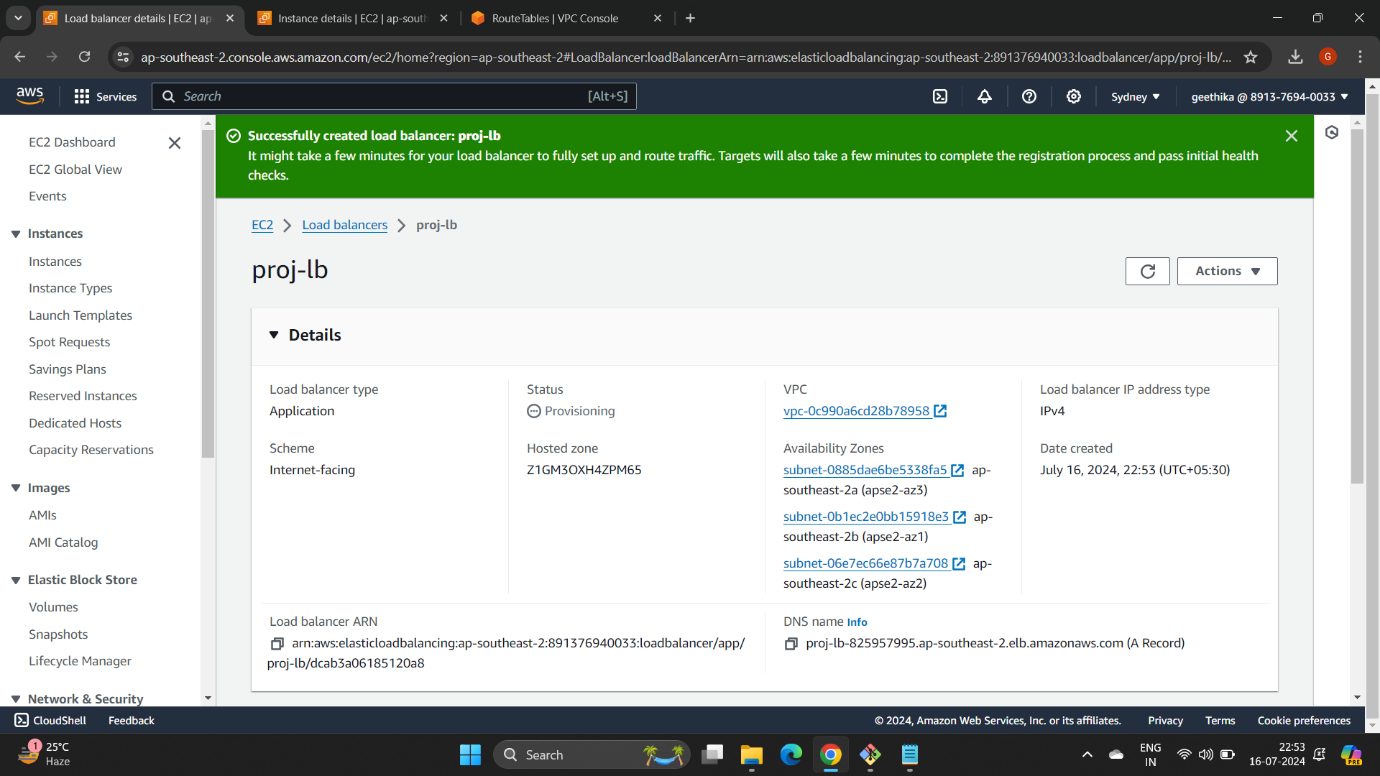 Load balancer details | EC2 | ap
Instance details | EC2 | ap-south
RouteTables | VPC Console
ap-southeast-2.console.aws.amazon.com/ec2/home?region=ap-southeast-2#LoadBalancer:loadBalancerArn=arn:aws:elasticloadbalancing:ap-southeast-2:891376940033:loadbalancer/app/proj-lb/...
G
aws
Services
Search
[Alt+S]
Sydney
geethika @ 8913-7694-0033
EC2 Dashboard
EC2 Global View
Events
Instances
Instances
Instance Types
Launch Templates
Spot Requests
Savings Plans
Reserved Instances
Dedicated Hosts
Capacity Reservations
Images
AMIs
AMI Catalog
Elastic Block Store
Volumes
Snapshots
Lifecycle Manager
Network & Security
Successfully created load balancer: proj-lb
It might take a few minutes for your load balancer to fully set up and route traffic. Targets will also take a few minutes to complete the registration process and pass initial health
checks.
EC2 > Load balancers > proj-lb
proj-lb
Actions
Details
Load balancer type
Application
Status
Provisioning
VPC
vpc-0c990a6cd28b78958
Load balancer IP address type
IPv4
Scheme
Internet-facing
Hosted zone
Z1GM3OXH4ZPM65
Availability Zones
subnet-0885dae6be5338fa5 ap-
southeast-2a (apse2-az3)
subnet-0b1ec2e0bb15918e3 ap-
southeast-2b (apse2-az1)
subnet-06e7ec66e87b7a708 ap-
southeast-2c (apse2-az2)
Date created
July 16, 2024, 22:53 (UTC+05:30)
Load balancer ARN
arn:aws:elasticloadbalancing:ap-southeast-2:891376940033:loadbalancer/app/
proj-lb/dcab3a06185120a8
DNS name Info
proj-lb-825957995.ap-southeast-2.elb.amazonaws.com (A Record)
CloudShell
Feedback
© 2024, Amazon Web Services, Inc. or its affiliates.
Privacy
Terms
Cookie preferences
1
25°C
Haze
Search
ENG
IN
22:53
16-07-2024
PRE